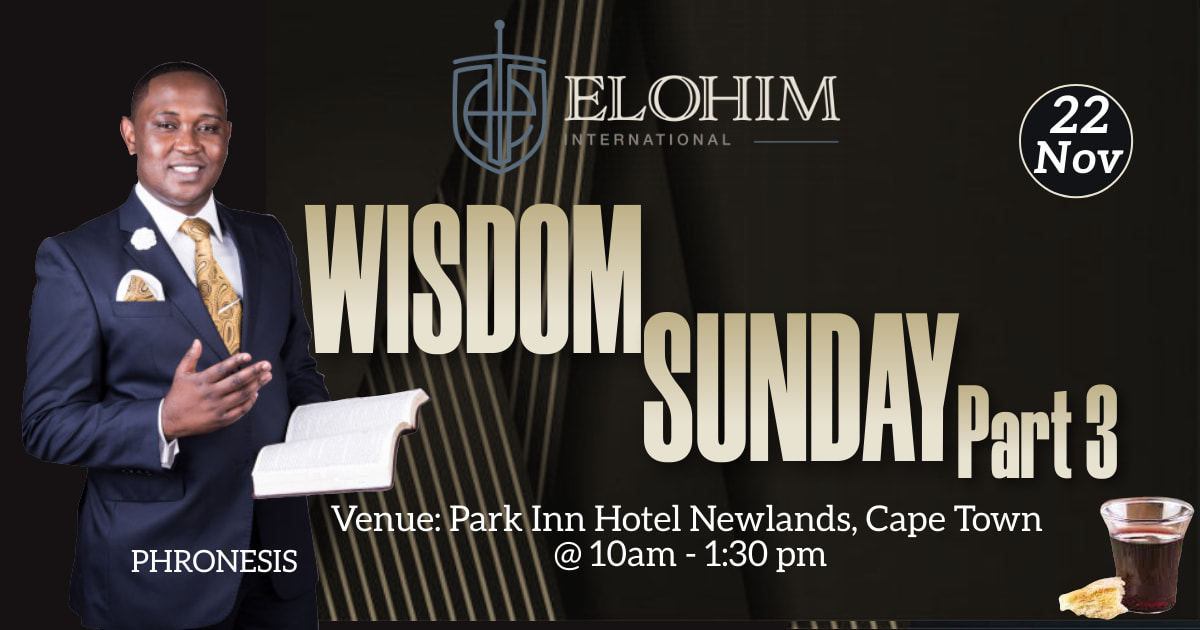 ELOHIM
INTERNATIONAL
22
Nov
WISDOM
SUNDAY Part 3
Venue: Park Inn Hotel Newlands, Cape Town
@ 10am - 1:30 pm
PHRONESIS